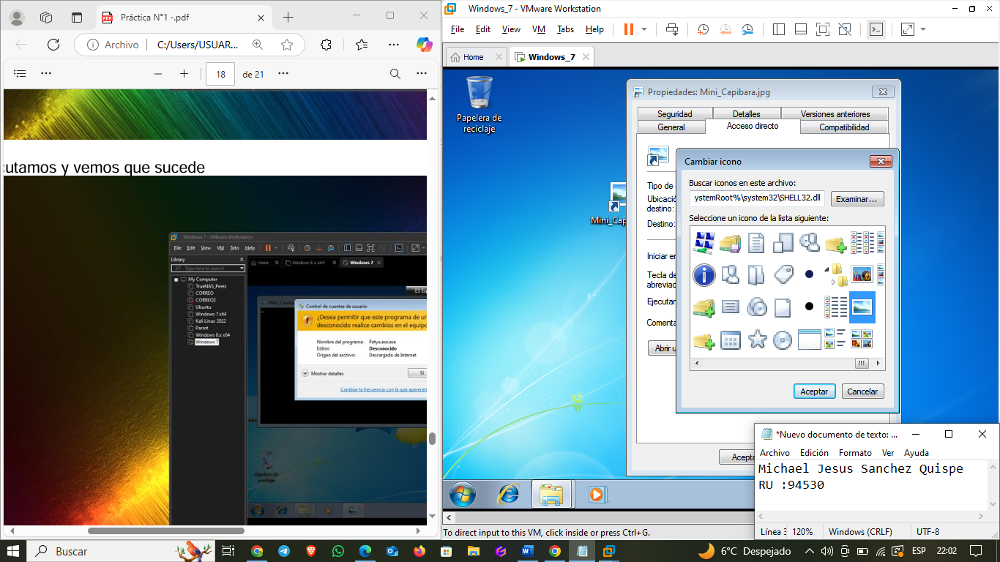 Práctica N°1 -.pdf
Archivo
C:/Users/USUAR...
18
de 21
cutamos y vemos que sucede
Windows 7 - VMware Workstation
File Edit View VM Tabs Help
Library
Type here to search
Home
Windows 8.x x64
Windows 7
My Computer
TrueNAS_Perez
CORREO
CORREO2
Ubuntu
Windows 7 x64
Kali Linux 2022
Parrot
Windows 8.x x64
Windows 7
ES Esp
Mini_Capiba
Control de cuentas de usuario
¿Desea permitir que este programa de un
desconocido realice cambios en el equipo
Nombre del programa: Petya.exe.exe
Editor: Desconocido
Origen del archivo: Descargado de Internet
Mostrar detalles
Sí
Cambiar la frecuencia con la que aparecen
Papelera de
reciclaje
Windows_7 - VMware Workstation
File Edit View VM Tabs Help
Home
Windows_7
Papelera de
reciclaje
Mini_Cap
Propiedades: Mini_Capibara.jpg
Seguridad Detalles Versiones anteriores
General Acceso directo Compatibilidad
Tipo de
Ubicació
destino:
Destino:
Iniciar en
Tecla de
abreviad
Ejecutar
Comenta
Abrir u
Acepta
Cambiar icono
Buscar iconos en este archivo:
ystemRoot%\system32\SHELL32.dll
Examinar...
Seleccione un icono de la lista siguiente:
Aceptar
Cancelar
To direct input to this VM, click inside or press Ctrl+G.
*Nuevo documento de texto: ...
Archivo Edición Formato Ver Ayuda
Michael Jesus Sanchez Quispe
RU :94530
Línea 3
120%
Windows (CRLF)
UTF-8
Buscar
6°C Despejado
ESP
22:02